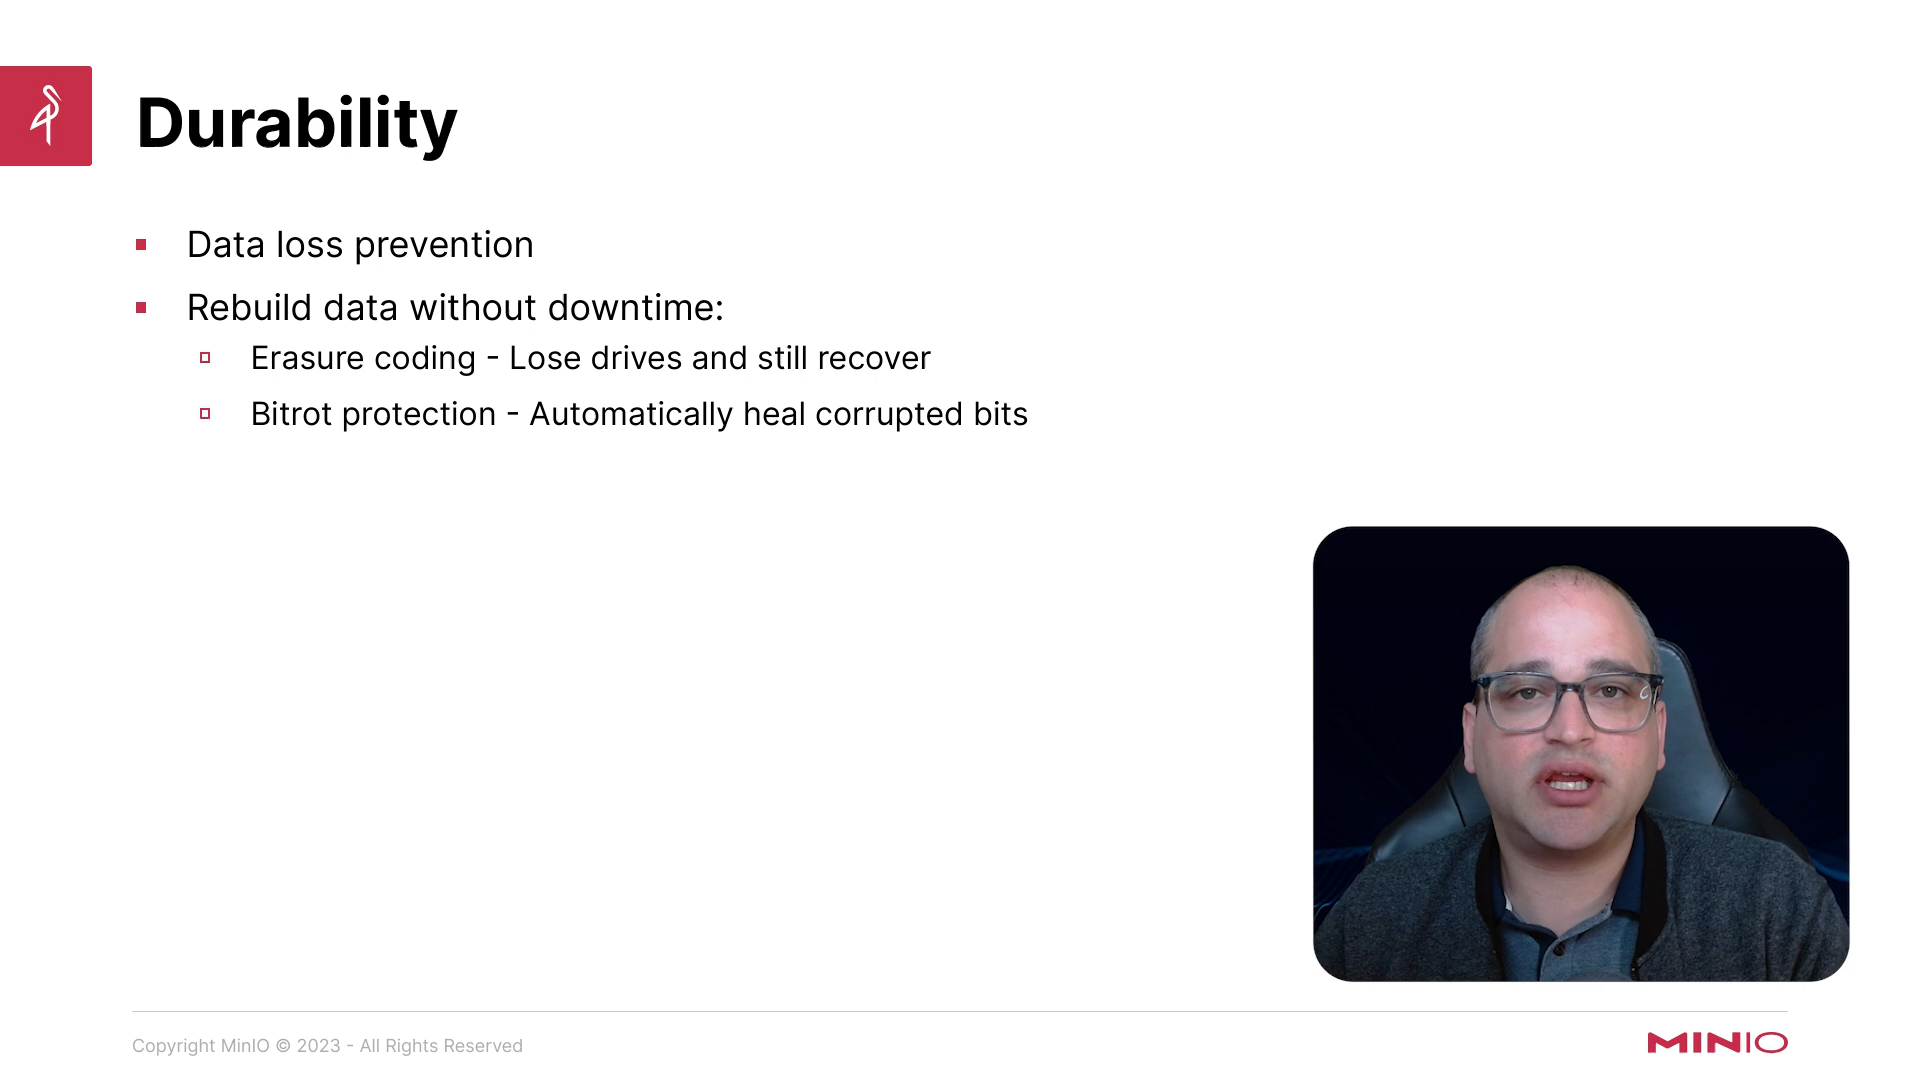 Durability
Data loss prevention
Rebuild data without downtime:
Erasure coding - Lose drives and still recover
Bitrot protection - Automatically heal corrupted bits
Copyright MinIO © 2023 - All Rights Reserved
MINIO